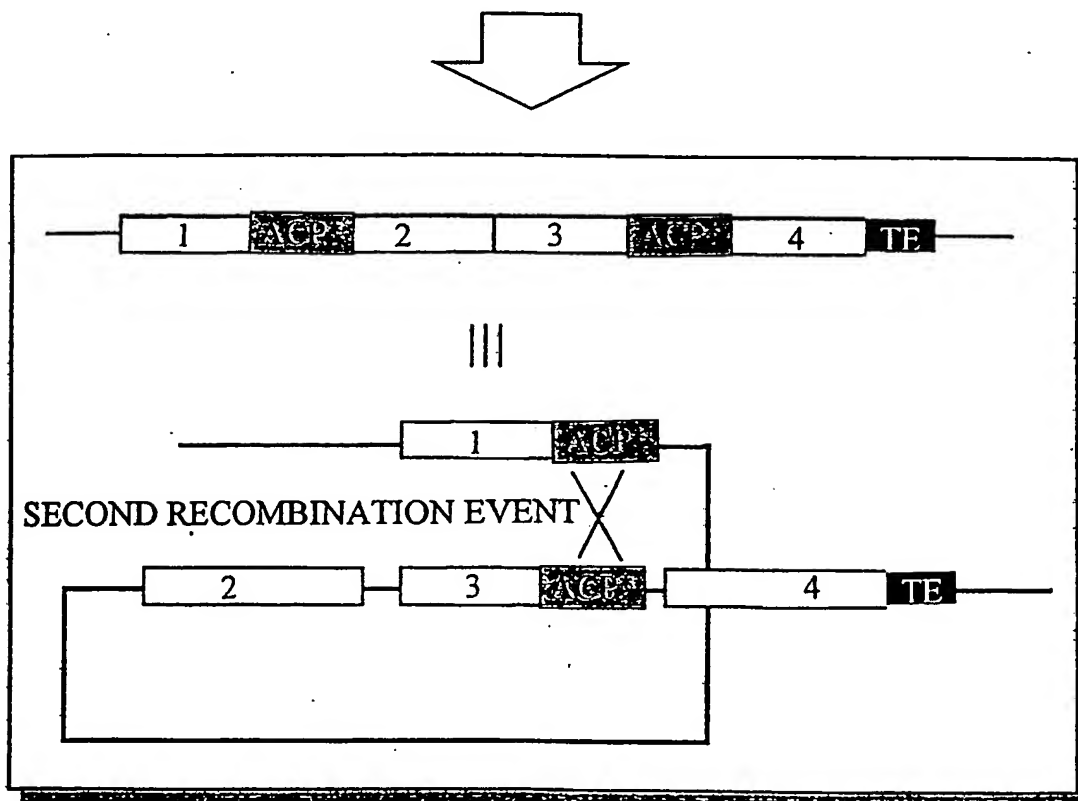 1 ACP 2 3 ACP 4 TE
1 ACP
SECOND RECOMBINATION EVENT
2 3 ACP 4 TE